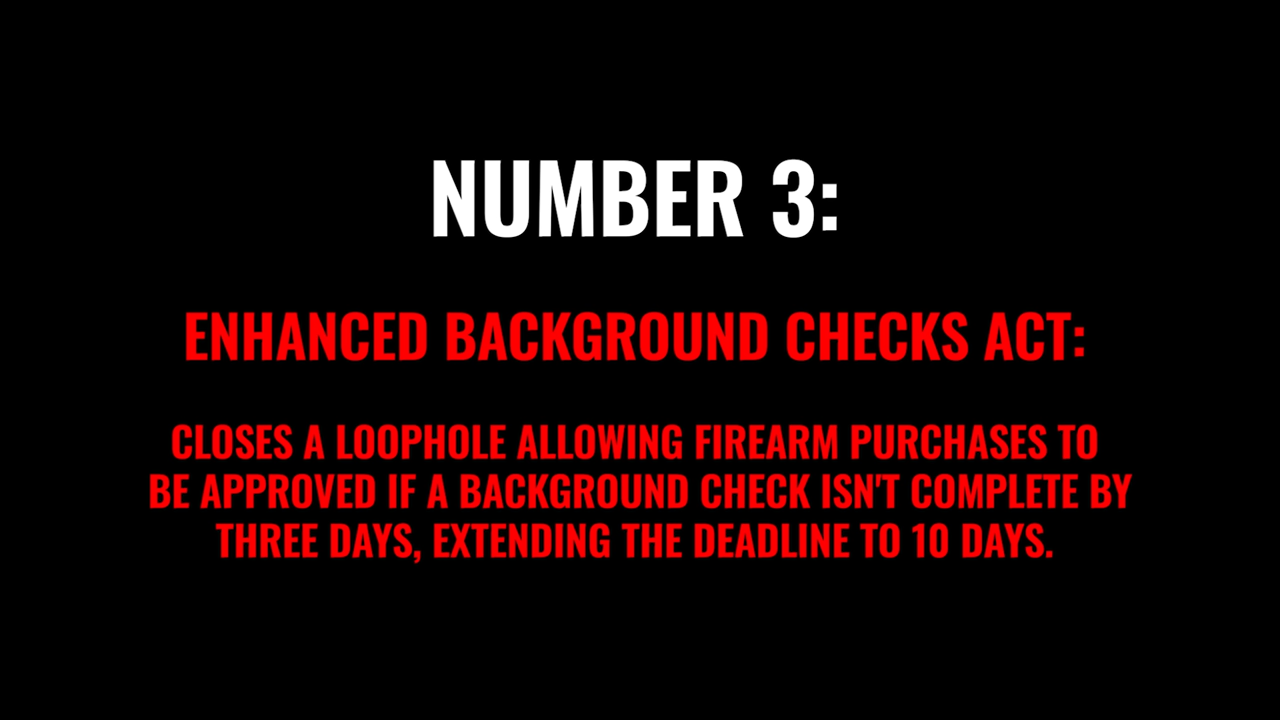 NUMBER 3:
ENHANCED BACKGROUND CHECKS ACT:
CLOSES A LOOPHOLE ALLOWING FIREARM PURCHASES TO
BE APPROVED IF A BACKGROUND CHECK ISN'T COMPLETE BY
THREE DAYS, EXTENDING THE DEADLINE TO 10 DAYS.